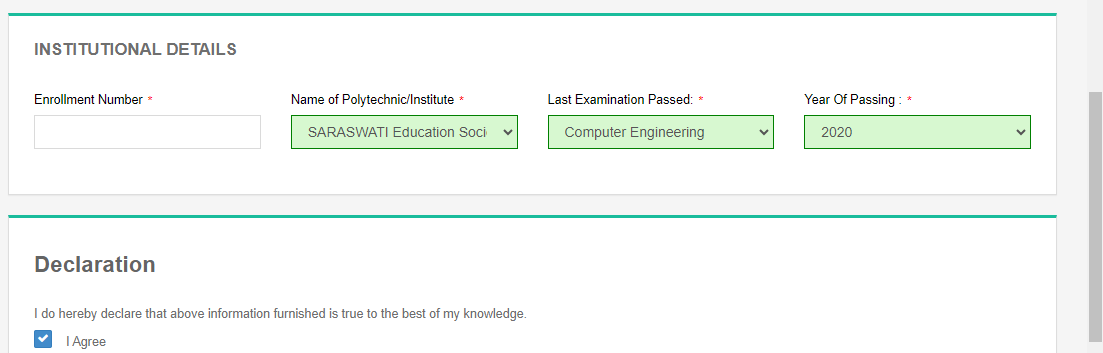 INSTITUTIONAL DETAILS
Enrollment Number * Name of Polytechnic/Institute * Last Examination Passed: * Year Of Passing : *
SARASWATI Education Soci Computer Engineering 2020
Declaration
I do hereby declare that above information furnished is true to the best of my knowledge.
I Agree